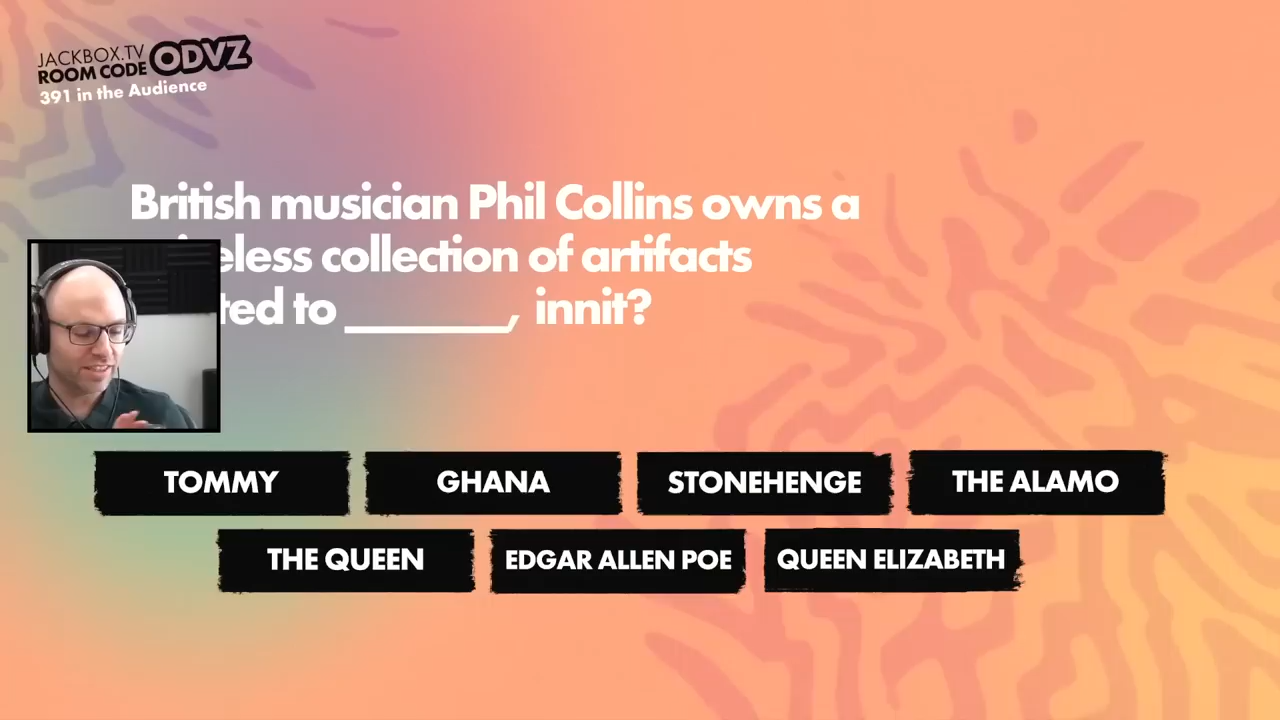 JACKBOX.TV
ROOM CODE ODVZ
391 in the Audience
British musician Phil Collins owns a
collection of artifacts
to _______, innit?
TOMMY
GHANA
STONEHENGE
THE ALAMO
THE QUEEN
EDGAR ALLEN POE
QUEEN ELIZABETH